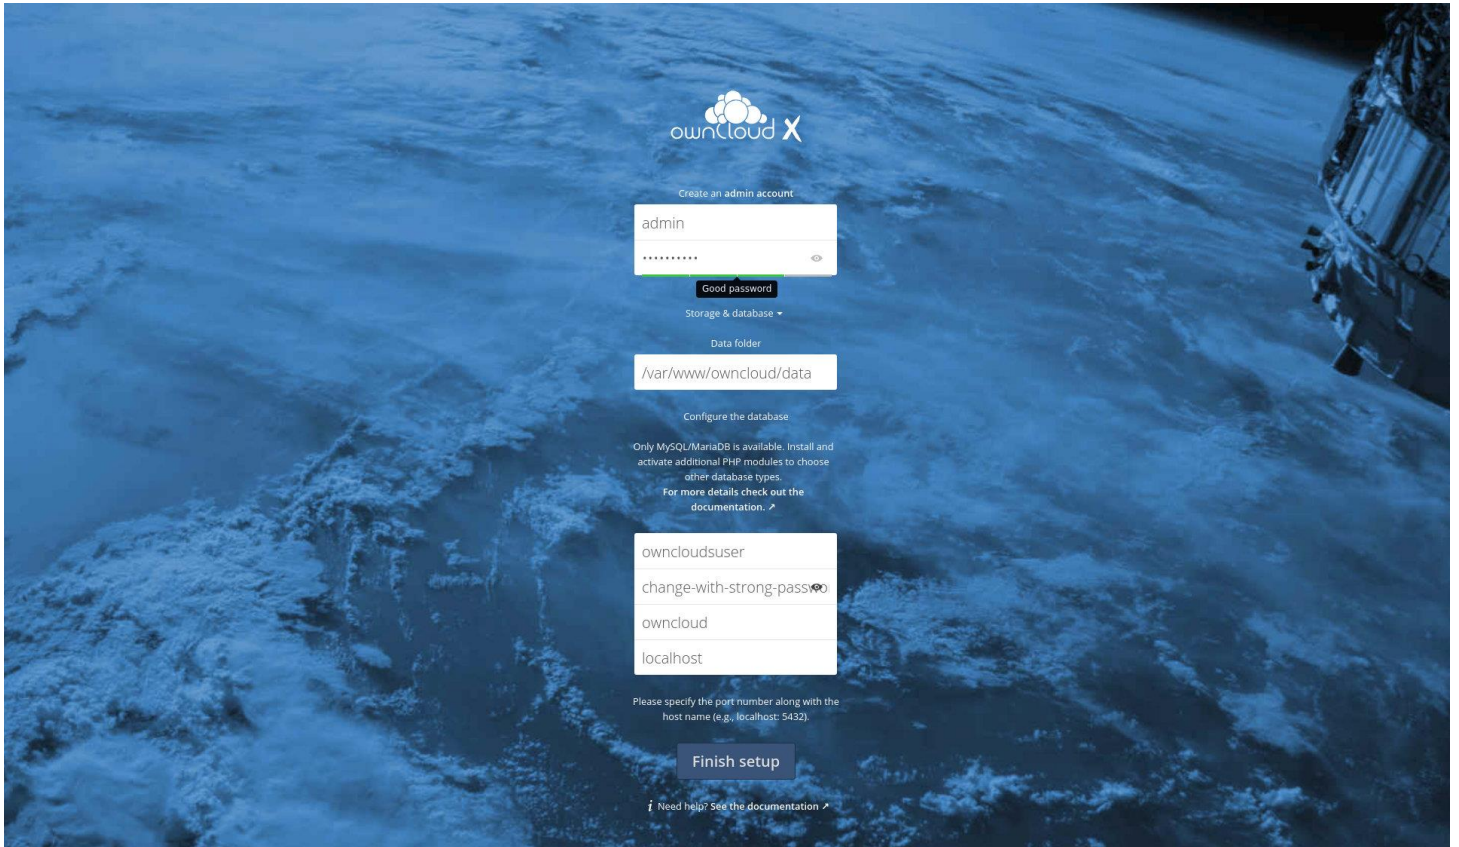 ownCloud X
Create an admin account
admin
••••••••••
Good password
Storage & database
Data folder
/var/www/owncloud/data
Configure the database
Only MySQL/MariaDB is available. Install and
activate additional PHP modules to choose
other database types.
For more details check out the
documentation. ↗
owncloudsuser
change-with-strong-passwo
owncloud
localhost
Please specify the port number along with the
host name (e.g., localhost: 5432).
Finish setup
i Need help? See the documentation ↗